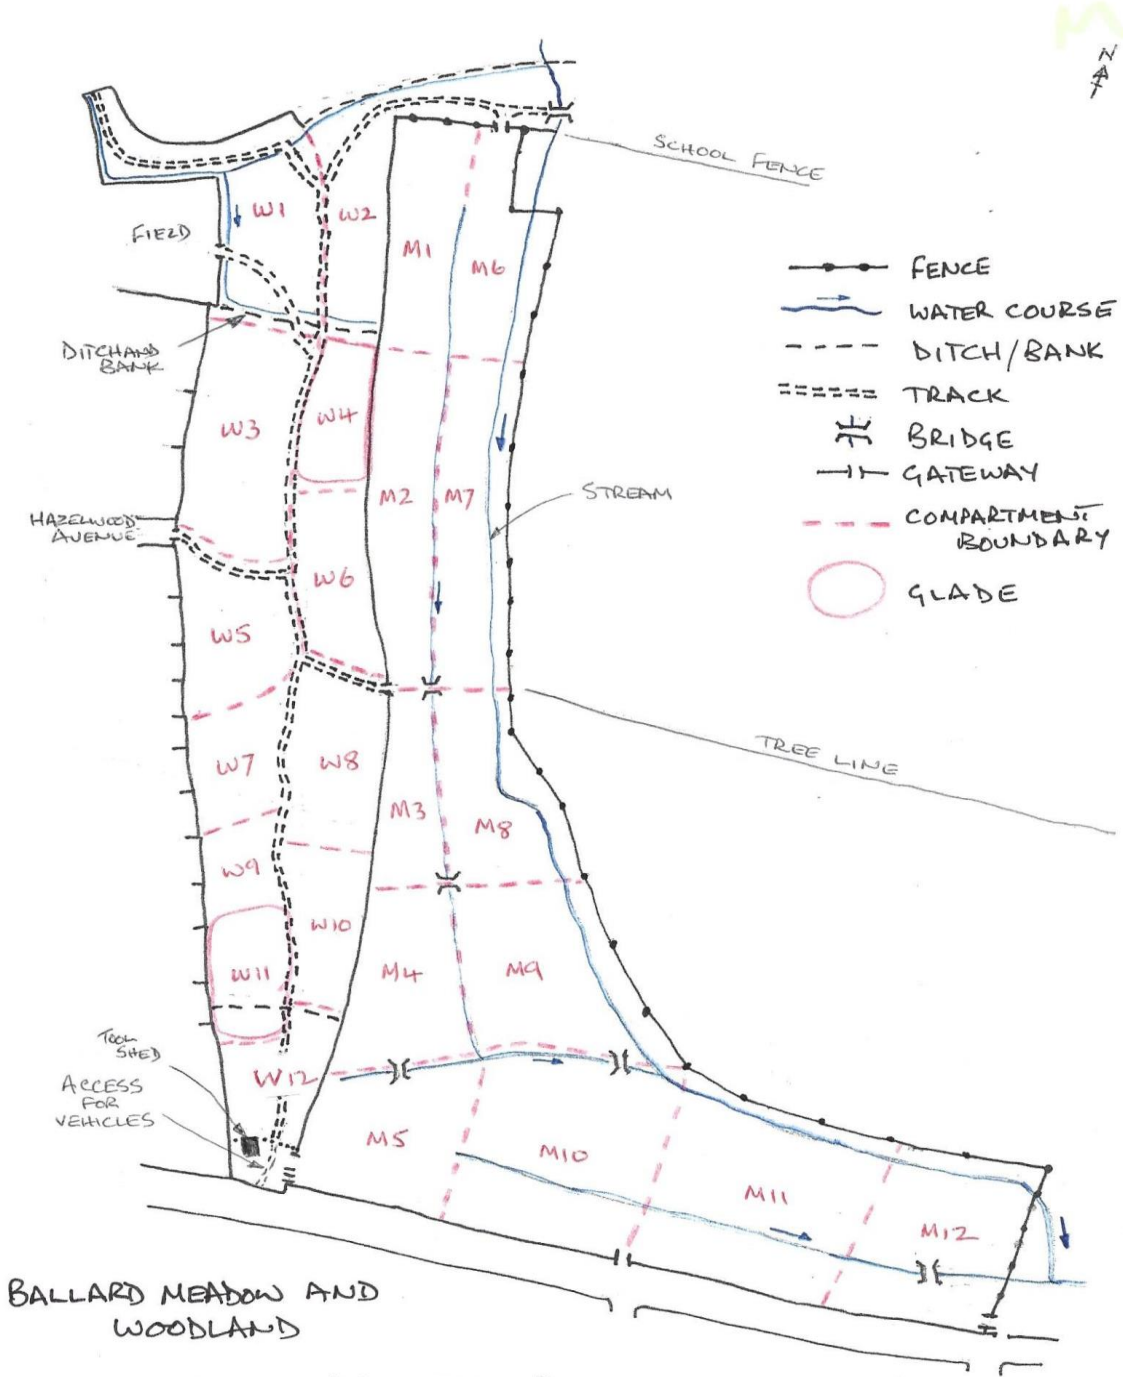 N
SCHOOL FENCE
W1
W2
FIELD
M1
M6
FENCE
WATER COURSE
DITCH/BANK
TRACK
BRIDGE
GATEWAY
COMPARTMENT
BOUNDARY
GLADE
DITCH AND
BANK
W3
W4
M2
M7
STREAM
HAZELWOOD
AVENUE
W5
W6
TREE LINE
W7
W8
M3
M8
W9
W10
W11
M4
M9
TOOL
SHED
W12
ACCESS
FOR
VEHICLES
M5
M10
M11
M12
BALLARD MEADOW AND
WOODLAND